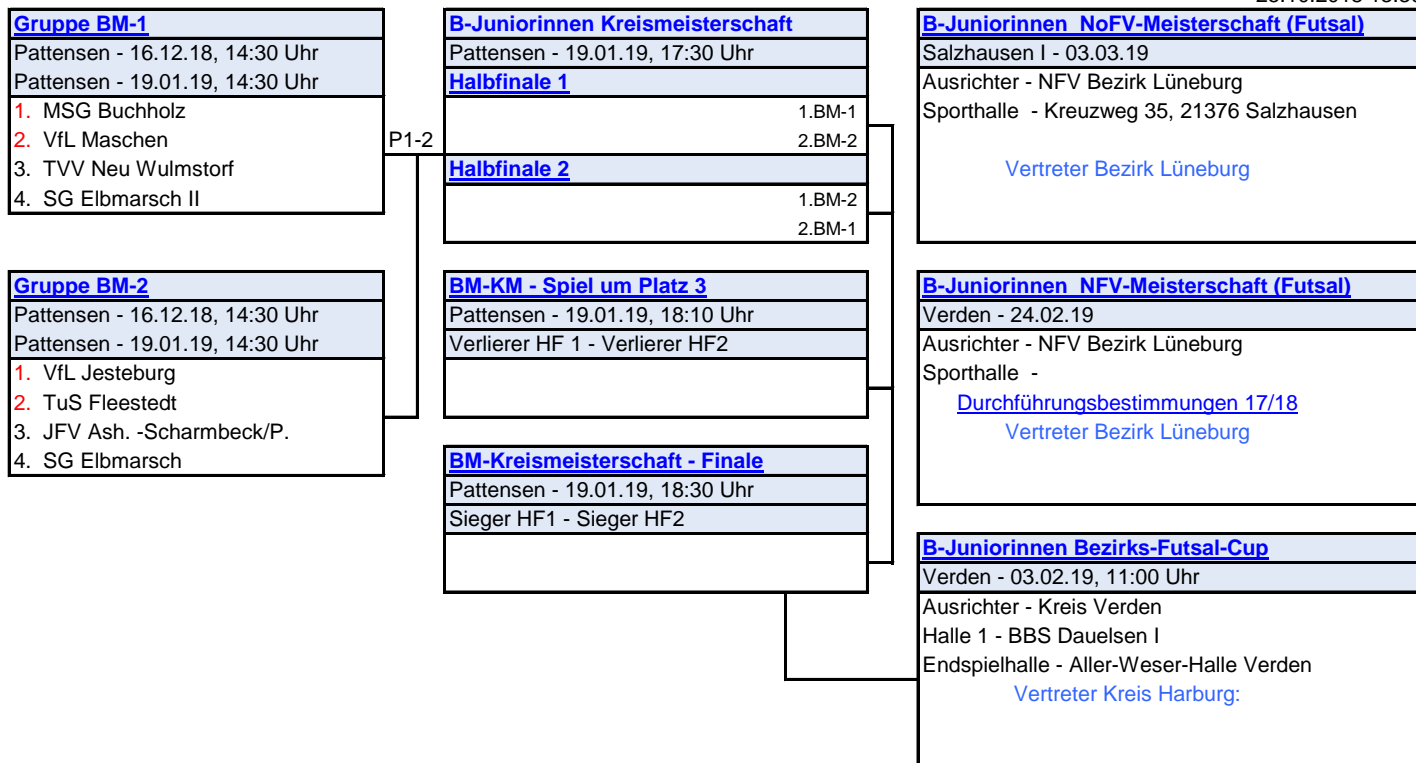 Gruppe BM-1
Pattensen - 16.12.18, 14:30 Uhr
Pattensen - 19.01.19, 14:30 Uhr
1. MSG Buchholz
2. VfL Maschen
3. TVV Neu Wulmstorf
4. SG Elbmarsch II
P1-2
Gruppe BM-2
Pattensen - 16.12.18, 14:30 Uhr
Pattensen - 19.01.19, 14:30 Uhr
1. VfL Jesteburg
2. TuS Fleestedt
3. JFV Ash. -Scharmbeck/P.
4. SG Elbmarsch
B-Juniorinnen Kreismeisterschaft
Pattensen - 19.01.19, 17:30 Uhr
Halbfinale 1
1.BM-1
2.BM-2
Halbfinale 2
1.BM-2
2.BM-1
BM-KM - Spiel um Platz 3
Pattensen - 19.01.19, 18:10 Uhr
Verlierer HF 1 - Verlierer HF2
BM-Kreismeisterschaft - Finale
Pattensen - 19.01.19, 18:30 Uhr
Sieger HF1 - Sieger HF2
B-Juniorinnen NoFV-Meisterschaft (Futsal)
Salzhausen I - 03.03.19
Ausrichter - NFV Bezirk Lüneburg
Sporthalle - Kreuzweg 35, 21376 Salzhausen
Vertreter Bezirk Lüneburg
B-Juniorinnen NFV-Meisterschaft (Futsal)
Verden - 24.02.19
Ausrichter - NFV Bezirk Lüneburg
Sporthalle -
Durchführungsbestimmungen 17/18
Vertreter Bezirk Lüneburg
B-Juniorinnen Bezirks-Futsal-Cup
Verden - 03.02.19, 11:00 Uhr
Ausrichter - Kreis Verden
Halle 1 - BBS Dauelsen I
Endspielhalle - Aller-Weser-Halle Verden
Vertreter Kreis Harburg: